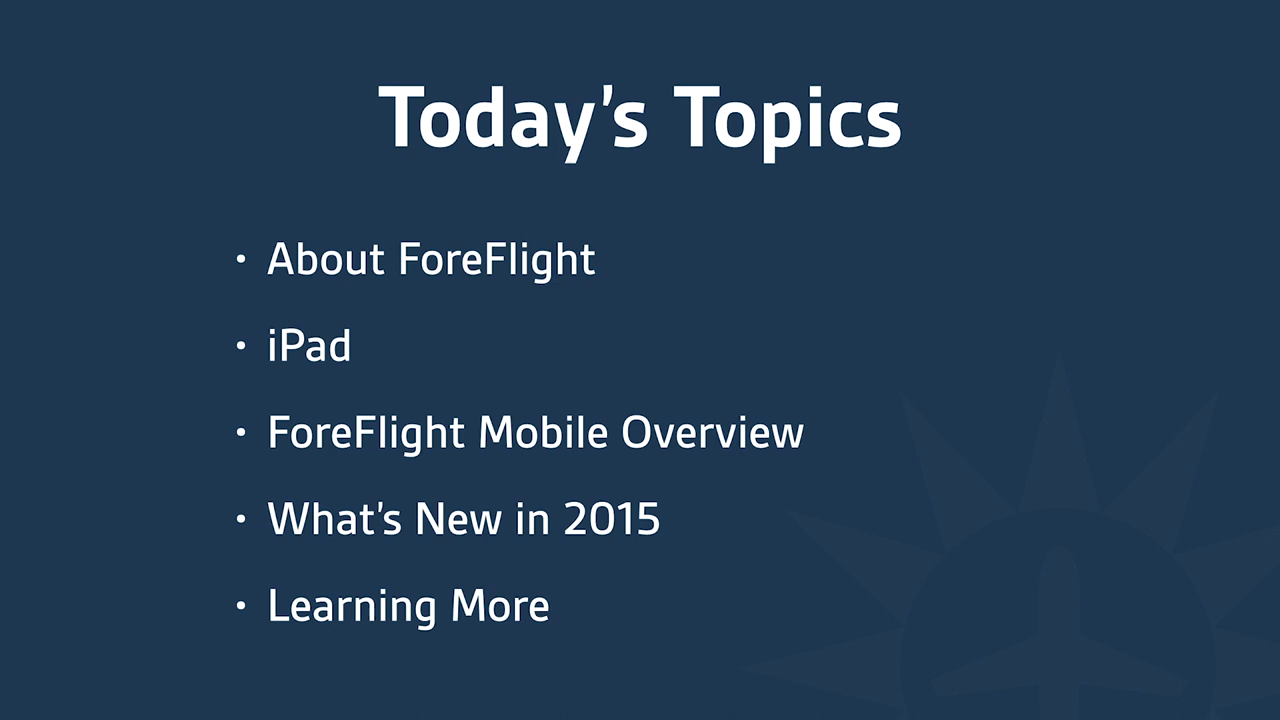 Today's Topics
• About ForeFlight
• iPad
• ForeFlight Mobile Overview
• What's New in 2015
• Learning More